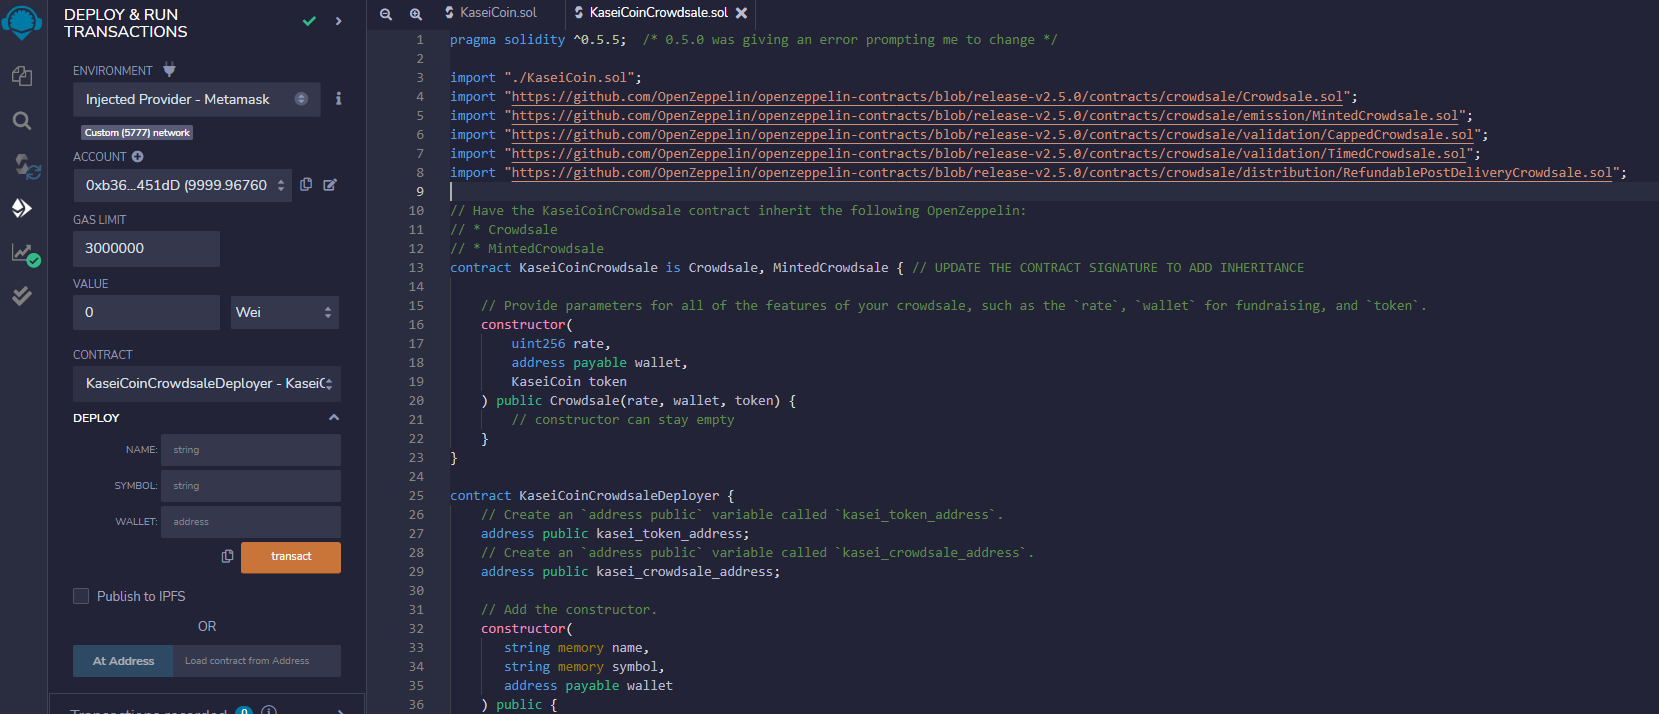 DEPLOY & RUN
TRANSACTIONS
ENVIRONMENT
Injected Provider - Metamask
Custom (5777) network
ACCOUNT
0xb36...451dD (9999.96760
GAS LIMIT
3000000
VALUE
0
Wei
CONTRACT
KaseiCoinCrowdsaleDeployer - KaseiC
DEPLOY
NAME: string
SYMBOL: string
WALLET: address
transact
Publish to IPFS
OR
At Address
Load contract from Address
Transactions recorded 0
KaseiCoin.sol
KaseiCoinCrowdsale.sol
1 pragma solidity ^0.5.5;  /* 0.5.0 was giving an error prompting me to change */
2
3 import "./KaseiCoin.sol";
4 import "https://github.com/OpenZeppelin/openzeppelin-contracts/blob/release-v2.5.0/contracts/crowdsale/Crowdsale.sol";
5 import "https://github.com/OpenZeppelin/openzeppelin-contracts/blob/release-v2.5.0/contracts/crowdsale/emission/MintedCrowdsale.sol";
6 import "https://github.com/OpenZeppelin/openzeppelin-contracts/blob/release-v2.5.0/contracts/crowdsale/validation/CappedCrowdsale.sol";
7 import "https://github.com/OpenZeppelin/openzeppelin-contracts/blob/release-v2.5.0/contracts/crowdsale/validation/TimedCrowdsale.sol";
8 import "https://github.com/OpenZeppelin/openzeppelin-contracts/blob/release-v2.5.0/contracts/crowdsale/distribution/RefundablePostDeliveryCrowdsale.sol";
9
10 // Have the KaseiCoinCrowdsale contract inherit the following OpenZeppelin:
11 // * Crowdsale
12 // * MintedCrowdsale
13 contract KaseiCoinCrowdsale is Crowdsale, MintedCrowdsale { // UPDATE THE CONTRACT SIGNATURE TO ADD INHERITANCE
14
15     // Provide parameters for all of the features of your crowdsale, such as the `rate`, `wallet` for fundraising, and `token`.
16     constructor(
17         uint256 rate,
18         address payable wallet,
19         KaseiCoin token
20     ) public Crowdsale(rate, wallet, token) {
21         // constructor can stay empty
22     }
23 }
24
25 contract KaseiCoinCrowdsaleDeployer {
26     // Create an `address public` variable called `kasei_token_address`.
27     address public kasei_token_address;
28     // Create an `address public` variable called `kasei_crowdsale_address`.
29     address public kasei_crowdsale_address;
30
31     // Add the constructor.
32     constructor(
33        string memory name,
34        string memory symbol,
35        address payable wallet
36     ) public {